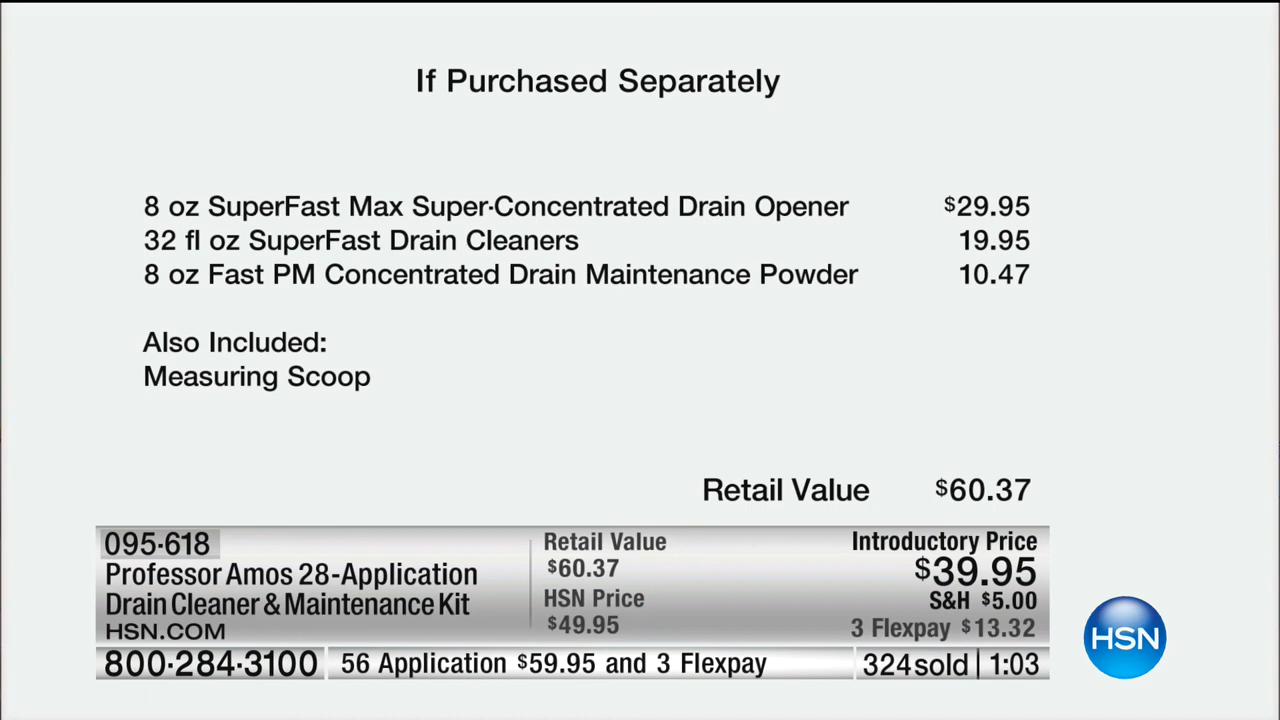 If Purchased Separately
8 oz SuperFast Max Super-Concentrated Drain Opener $29.95
32 fl oz SuperFast Drain Cleaners 19.95
8 oz Fast PM Concentrated Drain Maintenance Powder 10.47
Also Included:
Measuring Scoop
Retail Value $60.37
095-618
Professor Amos 28-Application
Drain Cleaner & Maintenance Kit
HSN.COM
Retail Value
$60.37
HSN Price
$49.95
Introductory Price
$39.95
S&H $5.00
3 Flexpay $13.32
HSN
800-284-3100 56 Application $59.95 and 3 Flexpay 324 sold 1:03